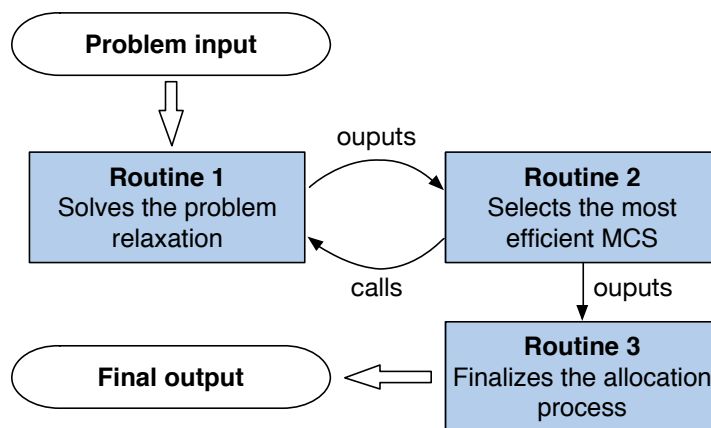 Problem input
ouputs
Routine 1
Solves the problem
relaxation
Routine 2
Selects the most
efficient MCS
calls
ouputs
Routine 3
Finalizes the allocation
process
Final output